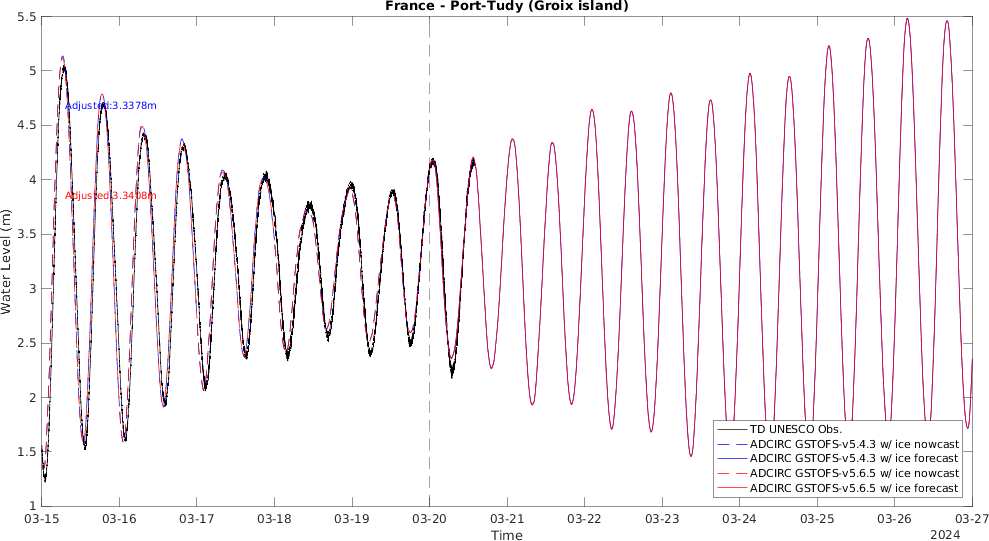 France - Port-Tudy (Groix island)
5.5
5
4.5
4
3.5
3
2.5
2
1.5
1
Water Level (m)
Adjusted:3.3378m
Adjusted:3.3408m
TD UNESCO Obs.
ADCIRC GSTOFS-v5.4.3 w/ ice nowcast
ADCIRC GSTOFS-v5.4.3 w/ ice forecast
ADCIRC GSTOFS-v5.6.5 w/ ice nowcast
ADCIRC GSTOFS-v5.6.5 w/ ice forecast
03-15 03-16 03-17 03-18 03-19 03-20 03-21 03-22 03-23 03-24 03-25 03-26 03-27
Time
2024